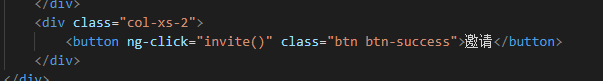 </div>
<div class="col-xs-2">
<button ng-click="invite()" class="btn btn-success">邀请</button>
</div>
</div>